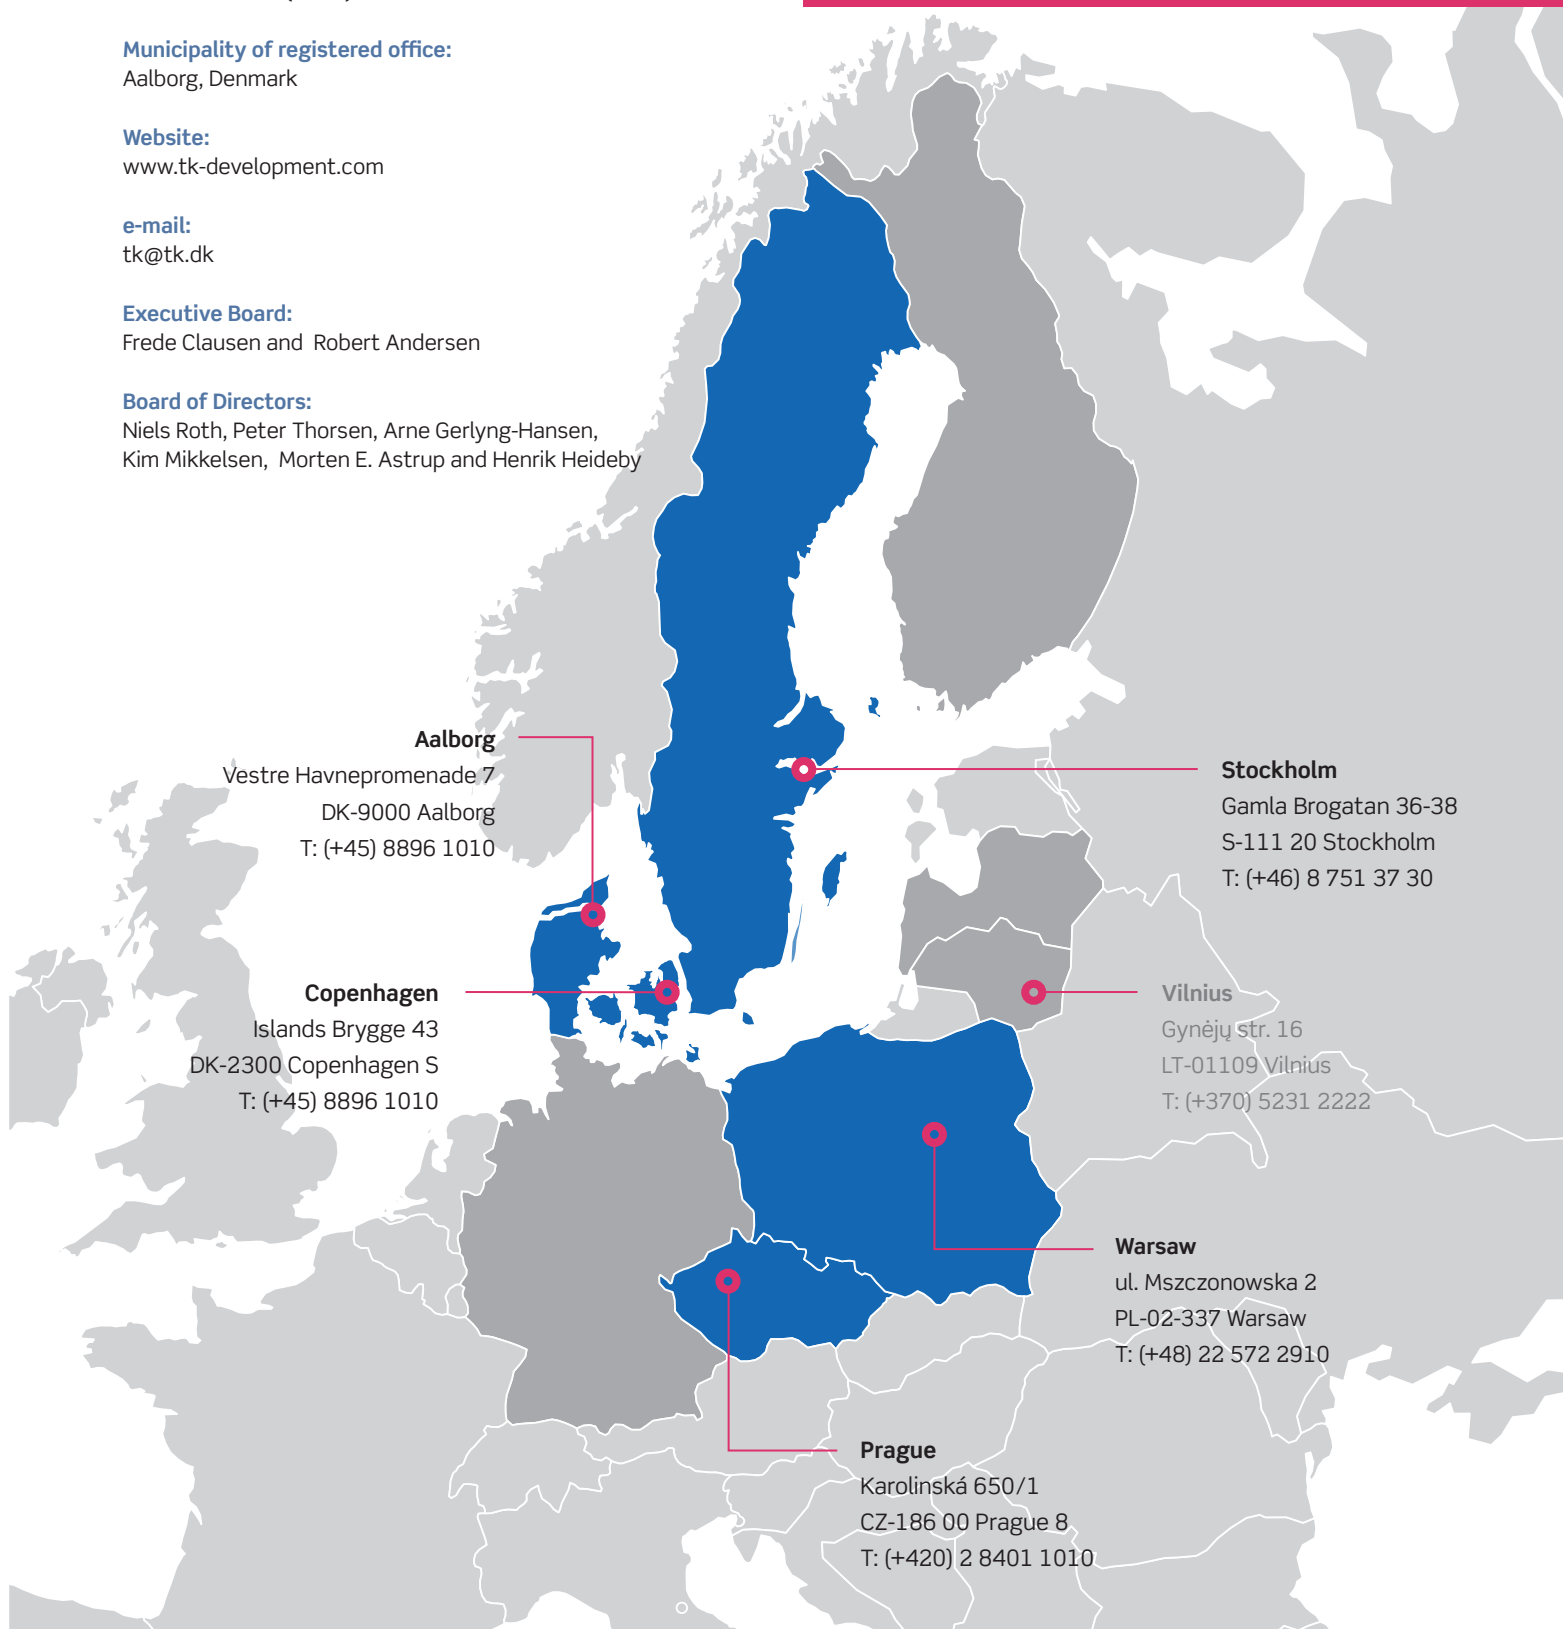 Municipality of registered office:
Aalborg, Denmark
Website:
www.tk-development.com
e-mail:
tk@tk.dk
Executive Board:
Frede Clausen and Robert Andersen
Board of Directors:
Niels Roth, Peter Thorsen, Arne Gerlyng-Hansen,
Kim Mikkelsen, Morten E. Astrup and Henrik Heideby
Aalborg
Vestre Havnepromenade 7
DK-9000 Aalborg
T: (+45) 8896 1010
Stockholm
Gamla Brogatan 36-38
S-111 20 Stockholm
T: (+46) 8 751 37 30
Copenhagen
Islands Brygge 43
DK-2300 Copenhagen S
T: (+45) 8896 1010
Vilnius
Gynėjų str. 16
LT-01109 Vilnius
T: (+370) 5231 2222
Warsaw
ul. Mszczonowska 2
PL-02-337 Warsaw
T: (+48) 22 572 2910
Prague
Karolinská 650/1
CZ-186 00 Prague 8
T: (+420) 2 8401 1010